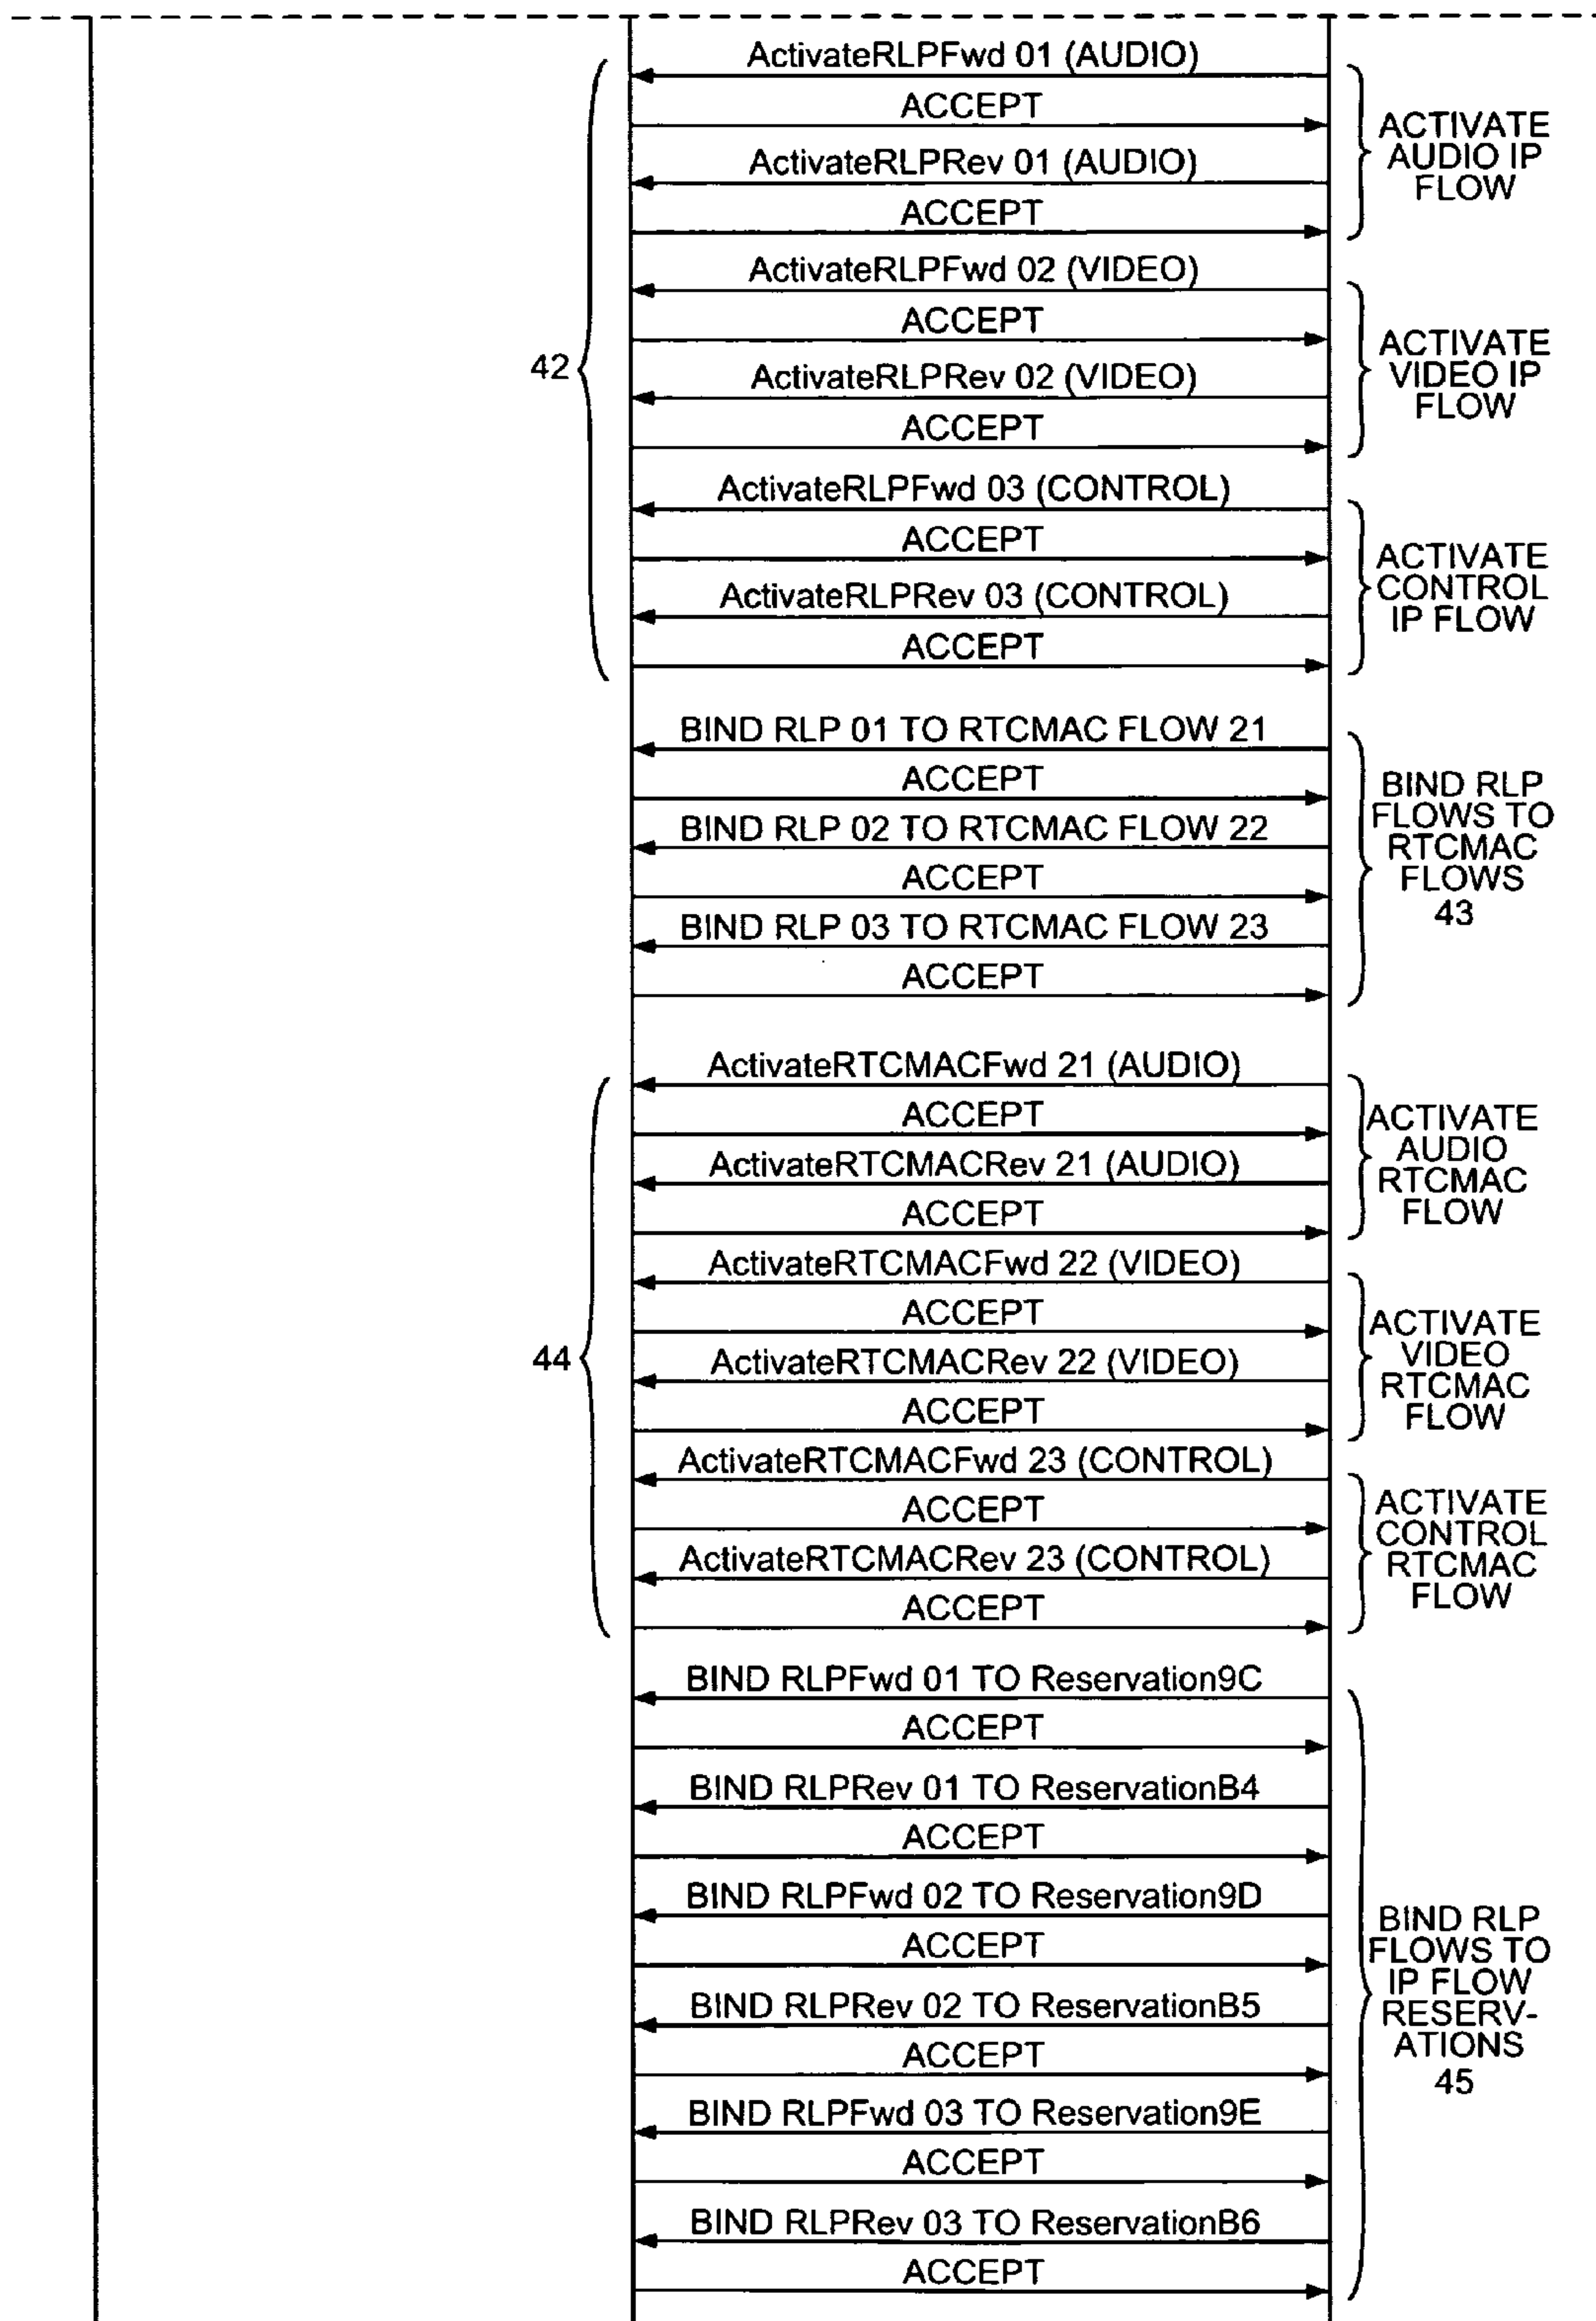 ActivateRLPFwd 01 (AUDIO)
ACCEPT
ActivateRLPRev 01 (AUDIO)
ACCEPT
ACTIVATE
AUDIO IP
FLOW
ActivateRLPFwd 02 (VIDEO)
ACCEPT
ActivateRLPRev 02 (VIDEO)
ACCEPT
ACTIVATE
VIDEO IP
FLOW
42
ActivateRLPFwd 03 (CONTROL)
ACCEPT
ActivateRLPRev 03 (CONTROL)
ACCEPT
ACTIVATE
CONTROL
IP FLOW
BIND RLP 01 TO RTCMAC FLOW 21
ACCEPT
BIND RLP 02 TO RTCMAC FLOW 22
ACCEPT
BIND RLP 03 TO RTCMAC FLOW 23
ACCEPT
BIND RLP
FLOWS TO
RTCMAC
FLOWS
43
ActivateRTCMACFwd 21 (AUDIO)
ACCEPT
ActivateRTCMACRev 21 (AUDIO)
ACCEPT
ACTIVATE
AUDIO
RTCMAC
FLOW
ActivateRTCMACFwd 22 (VIDEO)
ACCEPT
ActivateRTCMACRev 22 (VIDEO)
ACCEPT
ACTIVATE
VIDEO
RTCMAC
FLOW
44
ActivateRTCMACFwd 23 (CONTROL)
ACCEPT
ActivateRTCMACRev 23 (CONTROL)
ACCEPT
ACTIVATE
CONTROL
RTCMAC
FLOW
BIND RLPFwd 01 TO Reservation9C
ACCEPT
BIND RLPRev 01 TO ReservationB4
ACCEPT
BIND RLPFwd 02 TO Reservation9D
ACCEPT
BIND RLPRev 02 TO ReservationB5
ACCEPT
BIND RLPFwd 03 TO Reservation9E
ACCEPT
BIND RLPRev 03 TO ReservationB6
ACCEPT
BIND RLP
FLOWS TO
IP FLOW
RESERV-
ATIONS
45